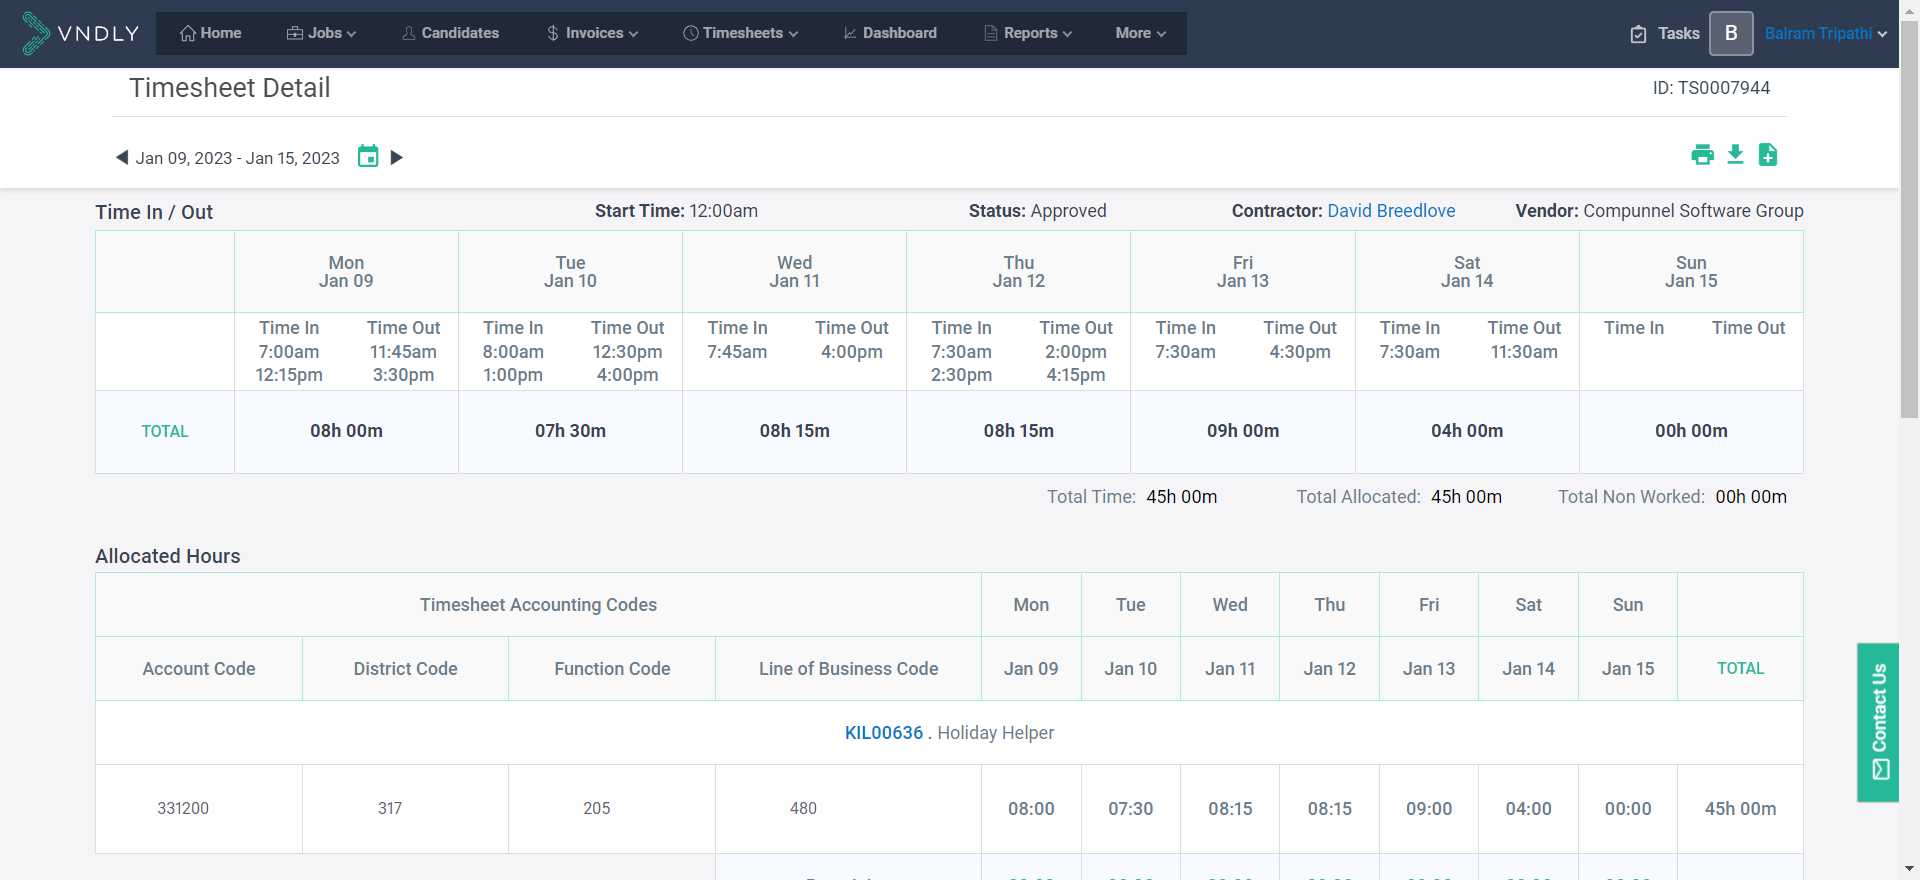 VNDLY Home Jobs Candidates $ Invoices Timesheets Dashboard Reports More Tasks B Balram Tripathi
Timesheet Detail ID: TS0007944
Jan 09, 2023 - Jan 15, 2023
Time In / Out Start Time: 12:00am Status: Approved Contractor: David Breedlove Vendor: Compunnel Software Group
Mon Tue Wed Thu Fri Sat Sun
Jan 09 Jan 10 Jan 11 Jan 12 Jan 13 Jan 14 Jan 15
Time In Time Out Time In Time Out Time In Time Out Time In Time Out Time In Time Out Time In Time Out Time In Time Out
7:00am 11:45am 8:00am 12:30pm 7:45am 4:00pm 7:30am 2:00pm 7:30am 4:30pm 7:30am 11:30am
12:15pm 3:30pm 1:00pm 4:00pm 2:30pm 4:15pm
TOTAL 08h 00m 07h 30m 08h 15m 08h 15m 09h 00m 04h 00m 00h 00m
Total Time: 45h 00m Total Allocated: 45h 00m Total Non Worked: 00h 00m
Allocated Hours
Timesheet Accounting Codes Mon Tue Wed Thu Fri Sat Sun
Account Code District Code Function Code Line of Business Code Jan 09 Jan 10 Jan 11 Jan 12 Jan 13 Jan 14 Jan 15 TOTAL
KIL00636 . Holiday Helper
331200 317 205 480 08:00 07:30 08:15 08:15 09:00 04:00 00:00 45h 00m
Contact Us